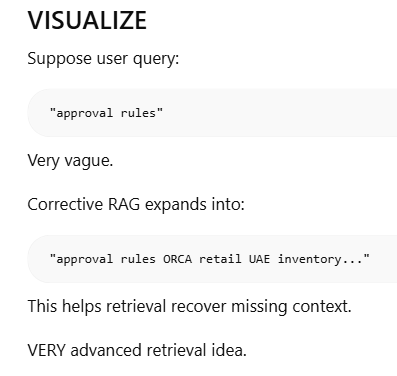 VISUALIZE
Suppose user query:
"approval rules"
Very vague.
Corrective RAG expands into:
"approval rules ORCA retail UAE inventory..."
This helps retrieval recover missing context.
VERY advanced retrieval idea.